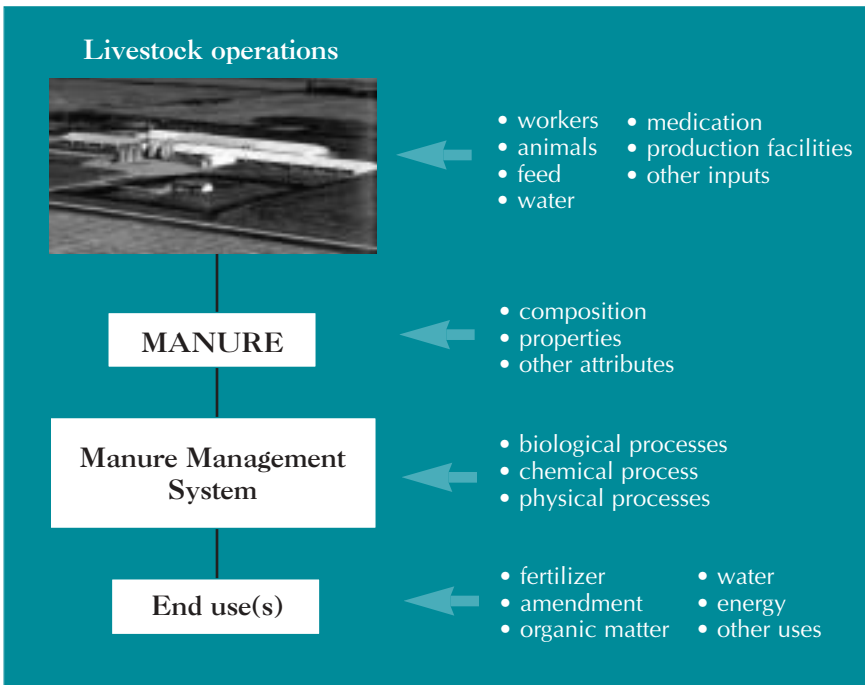 Livestock operations
• workers
• animals
• feed
• water
• medication
• production facilities
• other inputs
MANURE
• composition
• properties
• other attributes
Manure Management
System
• biological processes
• chemical process
• physical processes
End use(s)
• fertilizer
• amendment
• organic matter
• water
• energy
• other uses